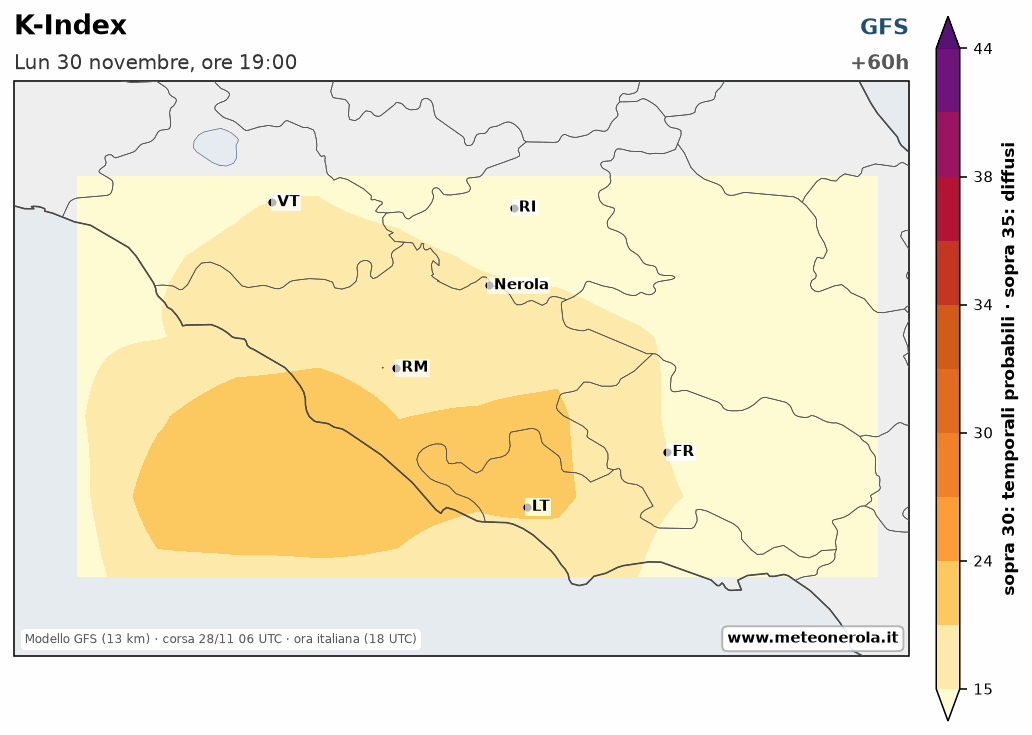 K-Index
GFS
Lun 30 novembre, ore 19:00
+60h
VT
RI
Nerola
RM
FR
LT
Modello GFS (13 km) · corsa 28/11 06 UTC · ora italiana (18 UTC)
www.meteonerola.it
44
38
34
30
24
15
sopra 30: temporali probabili · sopra 35: diffusi